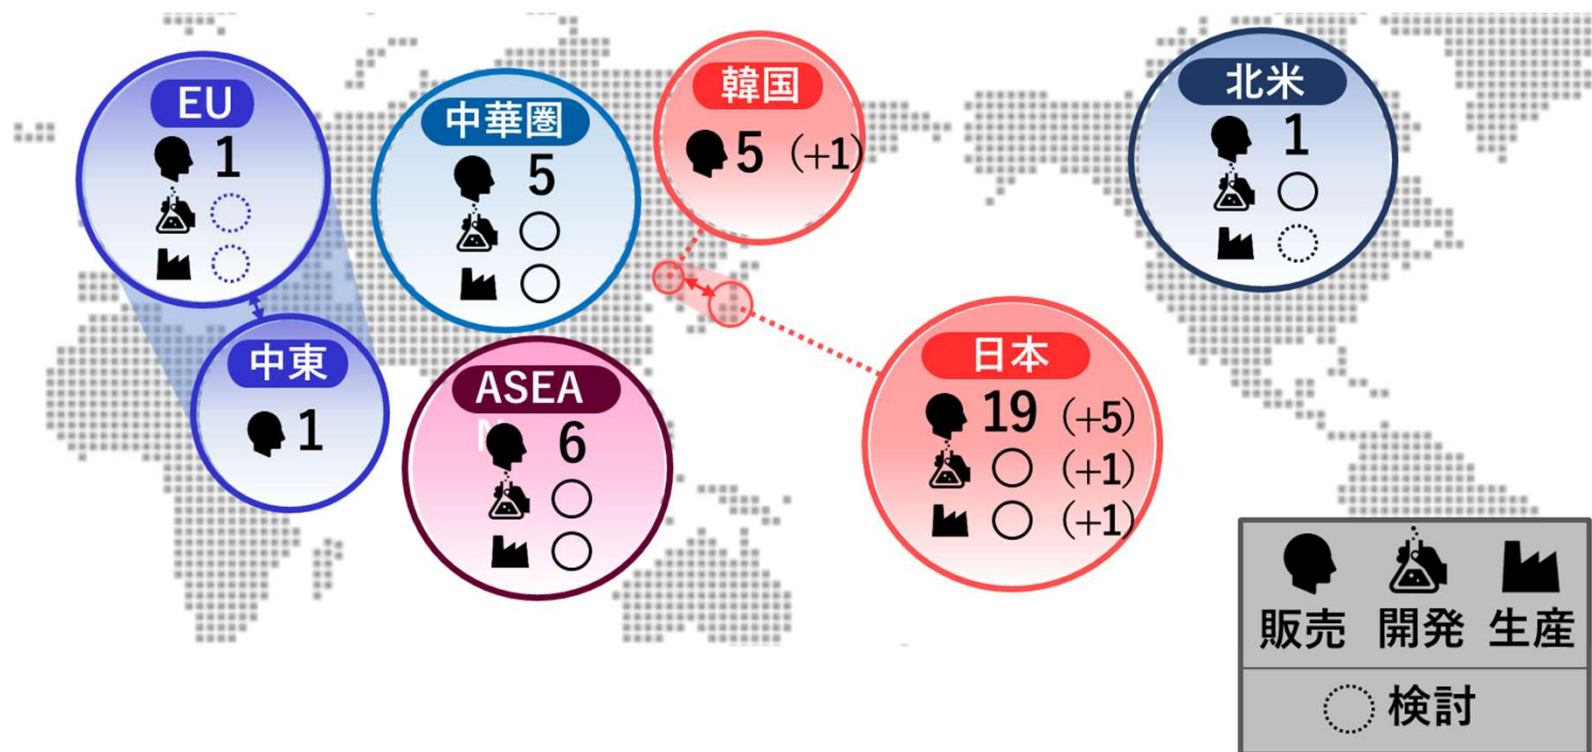 EU
1
中華圏
5
韓国
5 (+1)
北米
1
中東
1
ASEA
N
6
日本
19 (+5)
(+1)
(+1)
販売 開発 生産
検討